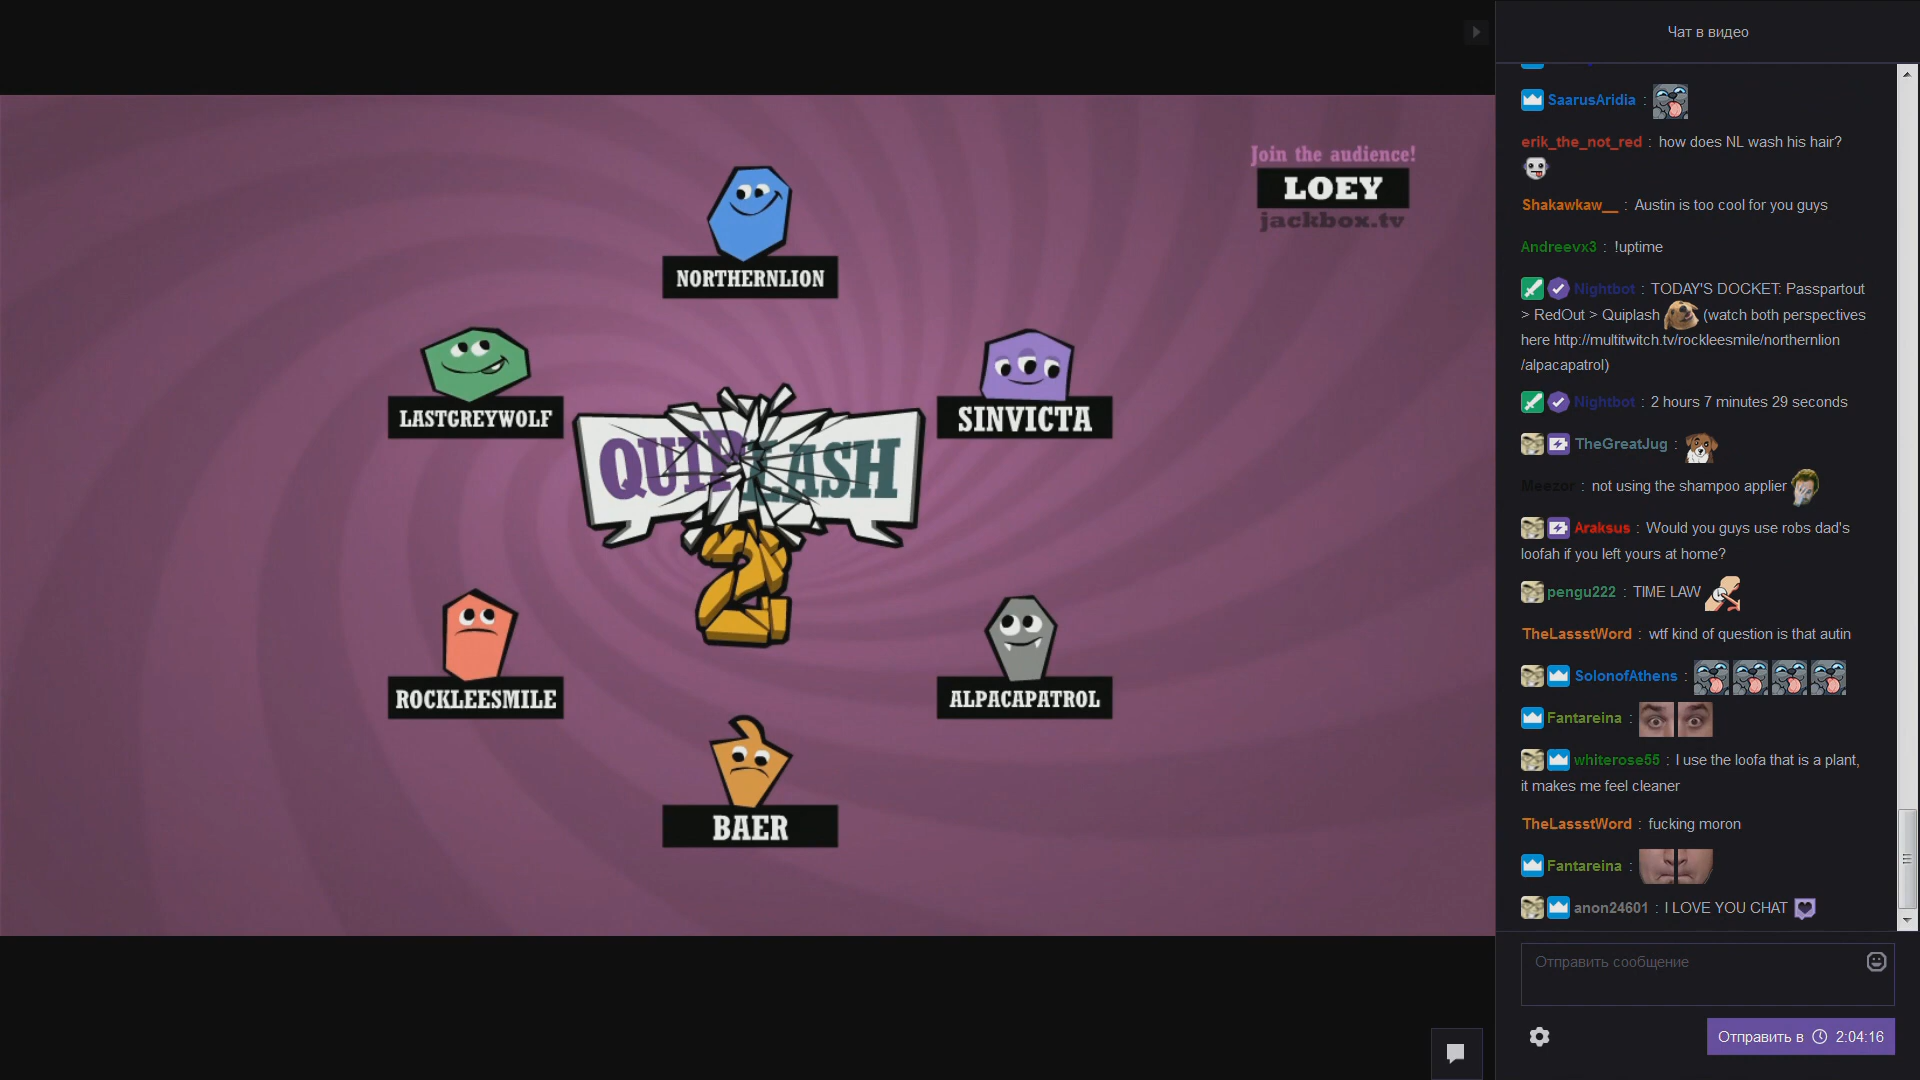 Join the audience!
LOEY
jackbox.tv
NORTHERNLION
LASTGREYWOLF
SINVICTA
QUIPLASH
2
ROCKLEESMILE
ALPACAPATROL
BAER
Чат в видео
SaarusAridia :
erik_the_not_red : how does NL wash his hair?
Shakawkaw__ : Austin is too cool for you guys
Andreevx3 : !uptime
Nightbot : TODAY'S DOCKET: Passpartout
> RedOut > Quiplash (watch both perspectives
here http://multitwitch.tv/rockleesmile/northernlion
/alpacapatrol)
Nightbot : 2 hours 7 minutes 29 seconds
TheGreatJug :
Meezor : not using the shampoo applier
Araksus : Would you guys use robs dad's
loofah if you left yours at home?
pengu222 : TIME LAW
TheLassstWord : wtf kind of question is that autin
SolonofAthens :
Fantareina :
whiterose55 : I use the loofa that is a plant,
it makes me feel cleaner
TheLassstWord : fucking moron
Fantareina :
anon24601 : I LOVE YOU CHAT
Отправить сообщение
Отправить в 2:04:16